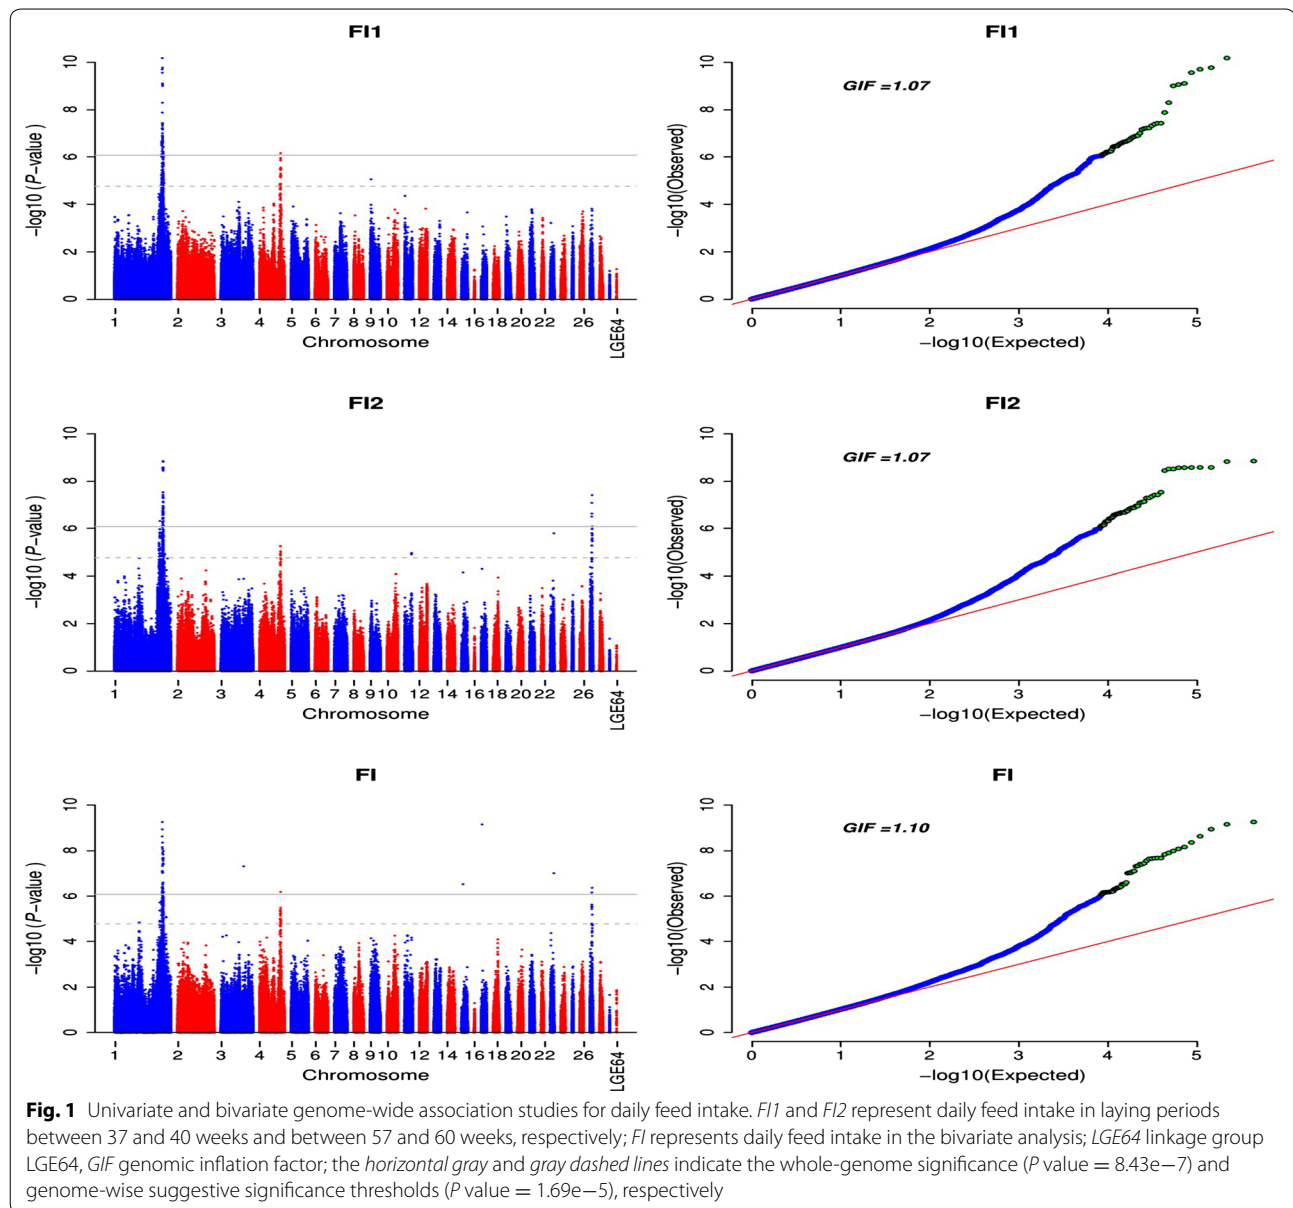 FI1
−log10 (P−value )
0 2 4 6 8 10
1 2 3 4 5 6 7 8 9 10 12 14 16 18 20 22 26 LGE64
Chromosome
FI1
GIF =1.07
−log10(Observed)
0 2 4 6 8 10
0 1 2 3 4 5
−log10(Expected)
FI2
−log10 (P−value )
0 2 4 6 8 10
1 2 3 4 5 6 7 8 9 10 12 14 16 18 20 22 26 LGE64
Chromosome
FI2
GIF =1.07
−log10(Observed)
0 2 4 6 8 10
0 1 2 3 4 5
−log10(Expected)
FI
−log10 (P−value )
0 2 4 6 8 10
1 2 3 4 5 6 7 8 9 10 12 14 16 18 20 22 26 LGE64
Chromosome
FI
GIF =1.10
−log10(Observed)
0 2 4 6 8 10
0 1 2 3 4 5
−log10(Expected)
Fig. 1 Univariate and bivariate genome-wide association studies for daily feed intake. FI1 and FI2 represent daily feed intake in laying periods
between 37 and 40 weeks and between 57 and 60 weeks, respectively; FI represents daily feed intake in the bivariate analysis; LGE64 linkage group
LGE64, GIF genomic inflation factor; the horizontal gray and gray dashed lines indicate the whole-genome significance (P value = 8.43e−7) and
genome-wise suggestive significance thresholds (P value = 1.69e−5), respectively